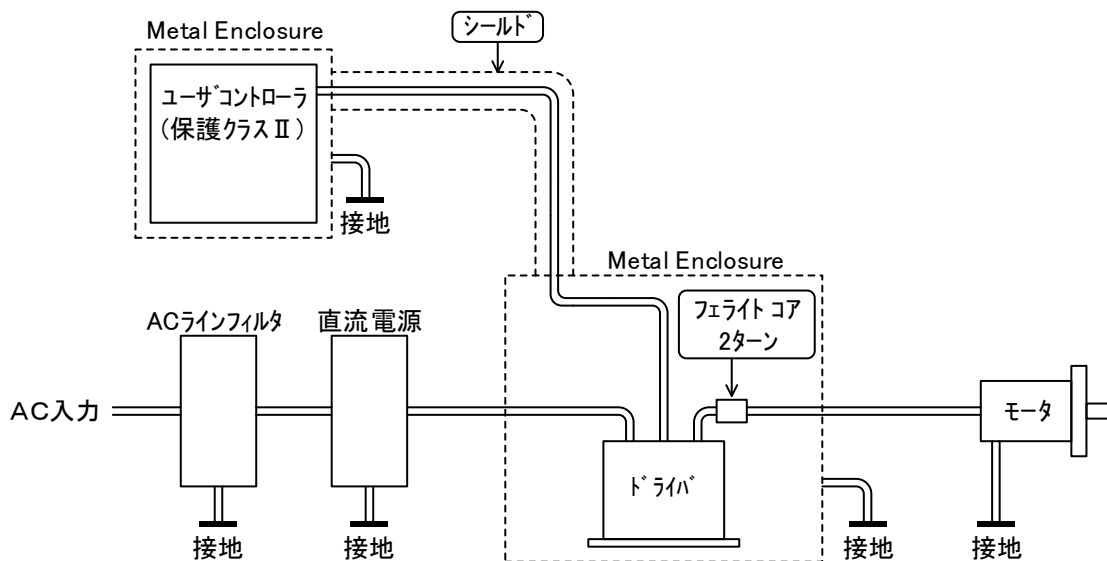 Metal Enclosure
シールド
ユーザコントローラ
(保護クラスⅡ)
接地
Metal Enclosure
フェライト コア
2ターン
ACラインフィルタ
直流電源
AC入力
モータ
ドライバ
接地
接地
接地
接地